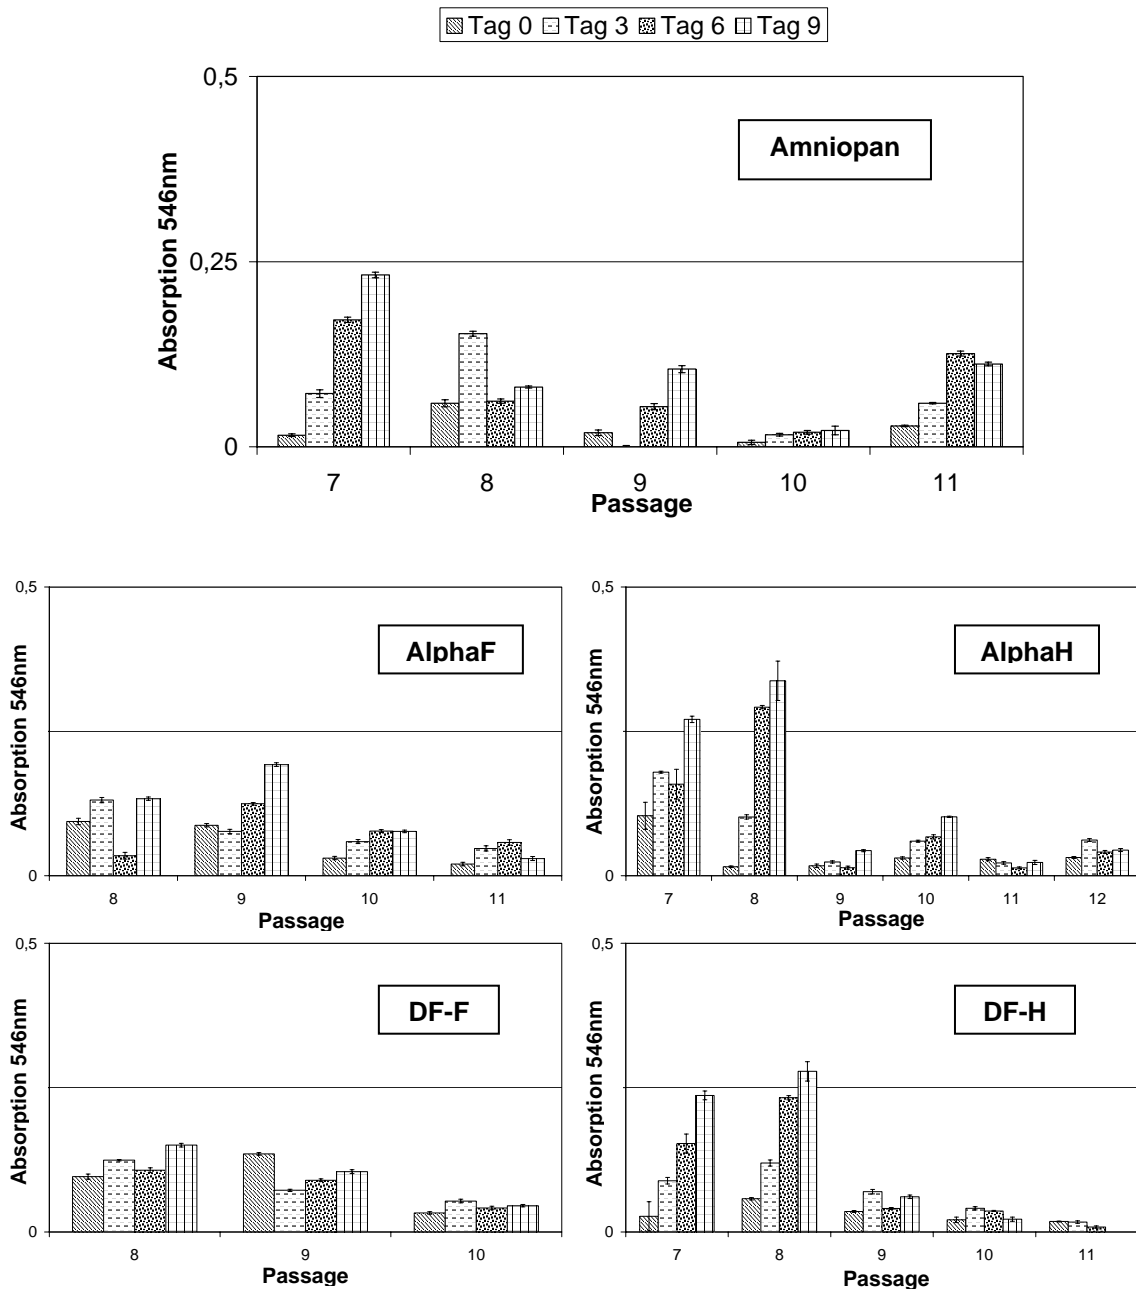 Tag 0 Tag 3 Tag 6 Tag 9
0,5
Amniopan
Absorption 546nm
0,25
0
7 8 9 10 11
Passage
0,5
AlphaF
Absorption 546nm
0
8 9 10 11
Passage
0,5
AlphaH
Absorption 546nm
0
7 8 9 10 11 12
Passage
0,5
DF-F
Absorption 546nm
0
8 9 10
Passage
0,5
DF-H
Absorption 546nm
0
7 8 9 10 11
Passage